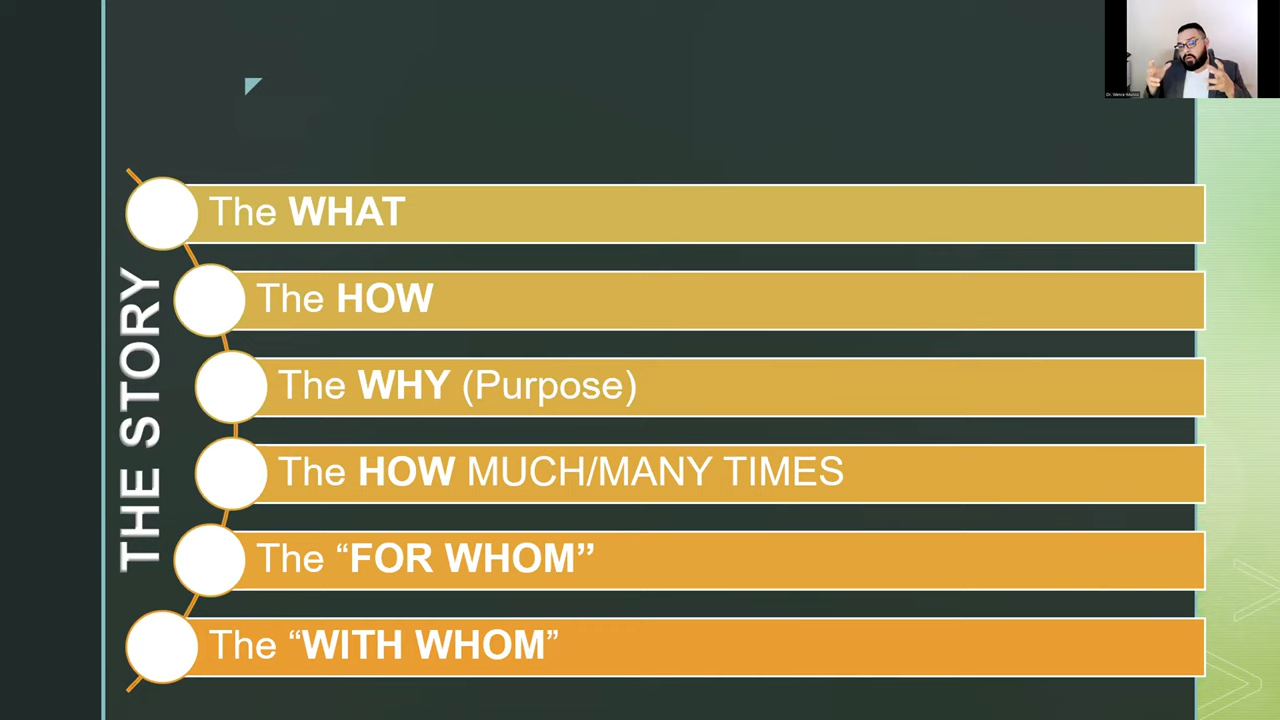 THE STORY
The WHAT
The HOW
The WHY (Purpose)
The HOW MUCH/MANY TIMES
The “FOR WHOM”
The “WITH WHOM”